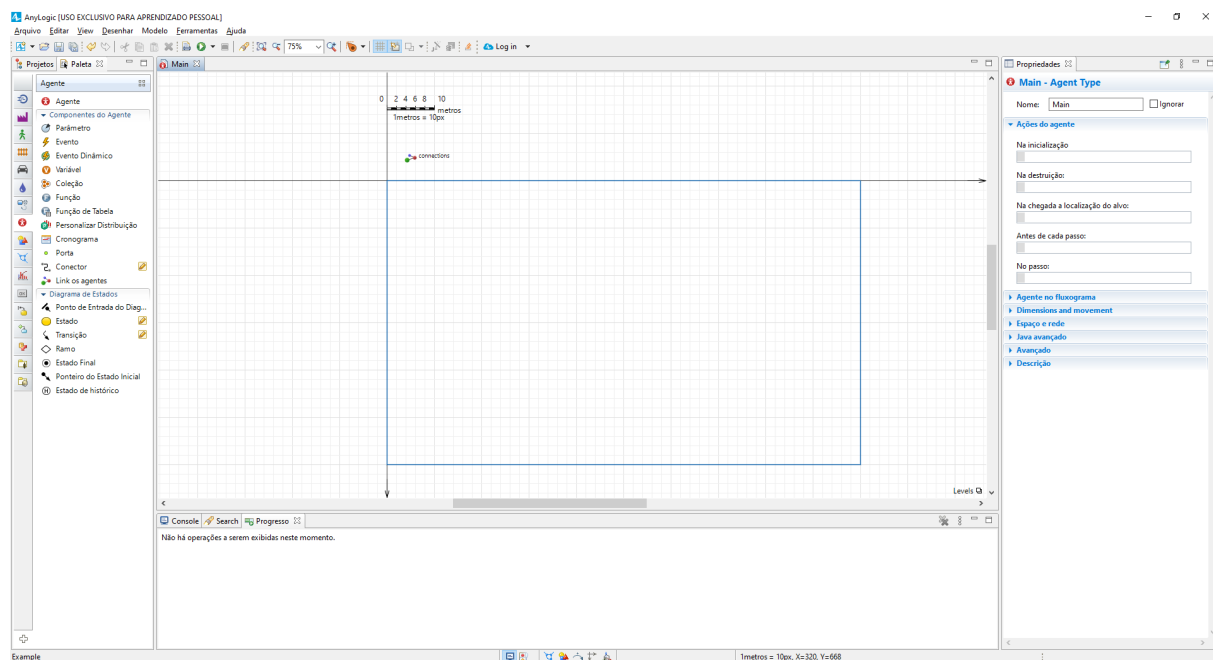 AnyLogic [USO EXCLUSIVO PARA APRENDIZADO PESSOAL]
Arquivo Editar View Desenhar Modelo Ferramentas Ajuda
75% Log in
Projetos Paleta
Agente
Agente
Componentes do Agente
Parâmetro
Evento
Evento Dinâmico
Variável
Coleção
Função
Função de Tabela
Personalizar Distribuição
Cronograma
Porta
Conector
Link os agentes
Diagrama de Estados
Ponto de Entrada do Diag...
Estado
Transição
Ramo
Estado Final
Ponteiro do Estado Inicial
Estado de histórico
Main
0 2 4 6 8 10
metros
1metros = 10px
connections
Levels
Console Search Progresso
Não há operações a serem exibidas neste momento.
Propriedades
Main - Agent Type
Nome: Main Ignorar
Ações do agente
Na inicialização
Na destruição:
Na chegada a localização do alvo:
Antes de cada passo:
No passo:
Agente no fluxograma
Dimensions and movement
Espaço e rede
Java avançado
Avançado
Descrição
Example
1metros = 10px, X=320, Y=668